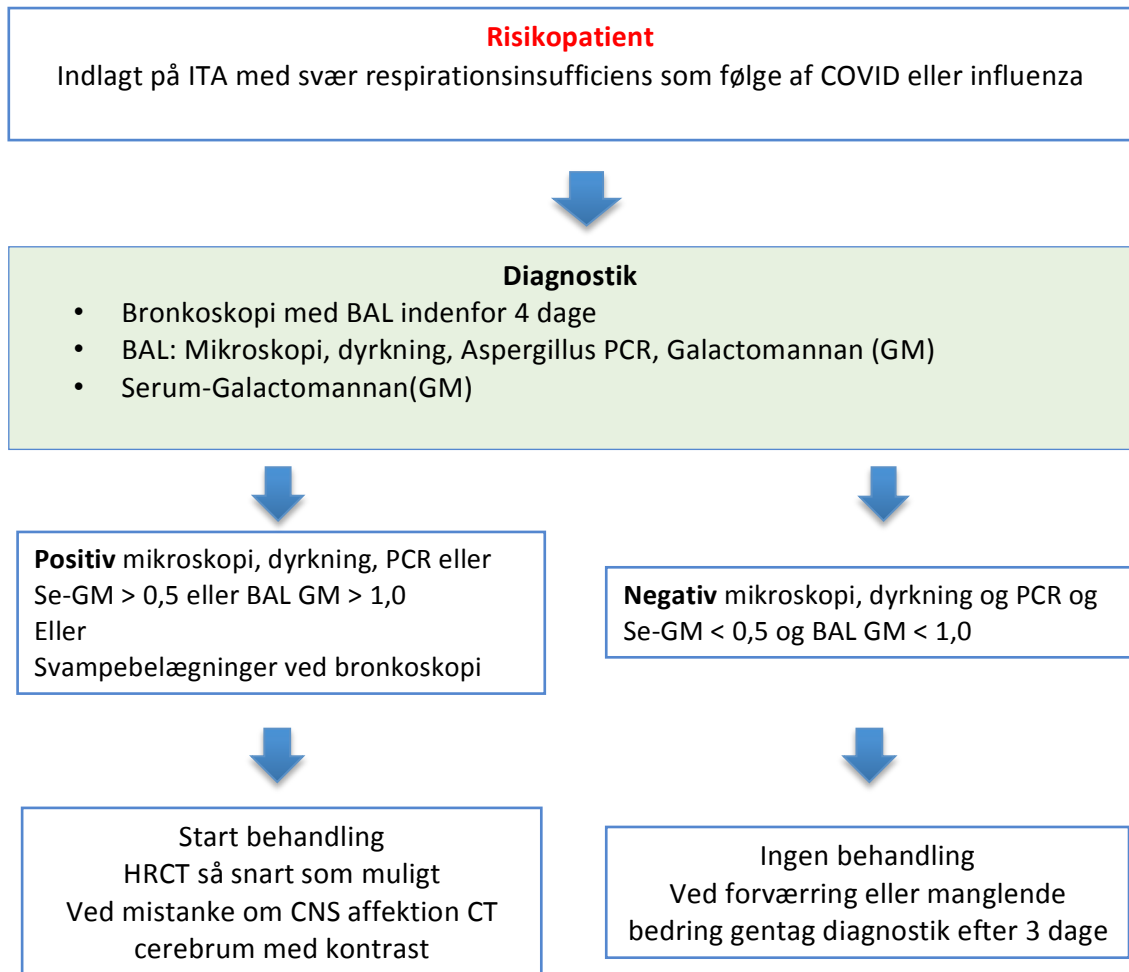 Risikopatient
Indlagt på ITA med svær respirationsinsufficiens som følge af COVID eller influenza
Diagnostik
• Bronkoskopi med BAL indenfor 4 dage
• BAL: Mikroskopi, dyrkning, Aspergillus PCR, Galactomannan (GM)
• Serum-Galactomannan(GM)
Positiv mikroskopi, dyrkning, PCR eller
Se-GM > 0,5 eller BAL GM > 1,0
Eller
Svampebelægninger ved bronkoskopi
Negativ mikroskopi, dyrkning og PCR og
Se-GM < 0,5 og BAL GM < 1,0
Start behandling
HRCT så snart som muligt
Ved mistanke om CNS affektion CT
cerebrum med kontrast
Ingen behandling
Ved forværring eller manglende
bedring gentag diagnostik efter 3 dage